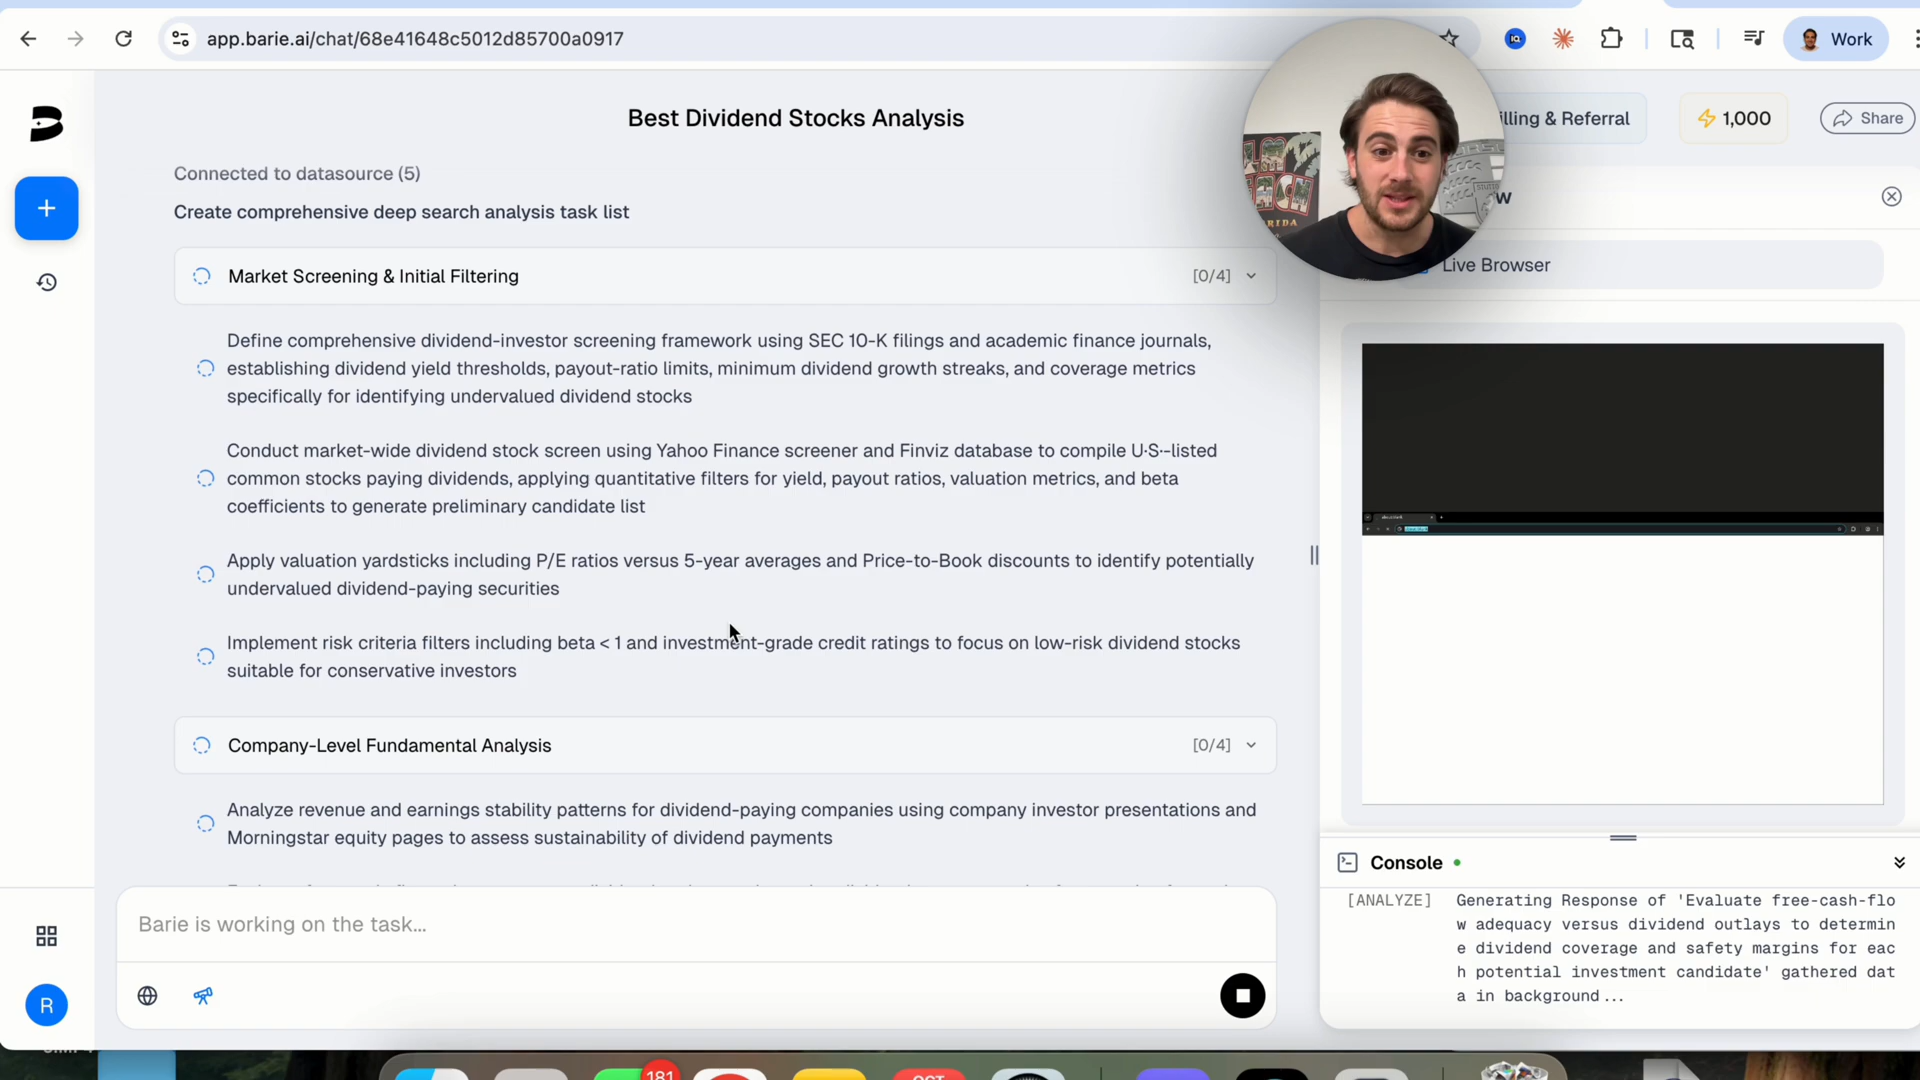 app.barie.ai/chat/68e41648c5012d85700a0917
Work
Best Dividend Stocks Analysis
illing & Referral
1,000
Share
Connected to datasource (5)
Create comprehensive deep search analysis task list
w
Live Browser
Market Screening & Initial Filtering
[0/4]
Define comprehensive dividend-investor screening framework using SEC 10-K filings and academic finance journals,
establishing dividend yield thresholds, payout-ratio limits, minimum dividend growth streaks, and coverage metrics
specifically for identifying undervalued dividend stocks
Conduct market-wide dividend stock screen using Yahoo Finance screener and Finviz database to compile U·S·-listed
common stocks paying dividends, applying quantitative filters for yield, payout ratios, valuation metrics, and beta
coefficients to generate preliminary candidate list
Apply valuation yardsticks including P/E ratios versus 5-year averages and Price-to-Book discounts to identify potentially
undervalued dividend-paying securities
Implement risk criteria filters including beta < 1 and investment-grade credit ratings to focus on low-risk dividend stocks
suitable for conservative investors
Company-Level Fundamental Analysis
[0/4]
Analyze revenue and earnings stability patterns for dividend-paying companies using company investor presentations and
Morningstar equity pages to assess sustainability of dividend payments
Barie is working on the task...
R
Console
[ANALYZE]
Generating Response of 'Evaluate free-cash-flo
w adequacy versus dividend outlays to determin
e dividend coverage and safety margins for eac
h potential investment candidate' gathered dat
a in background...
181
OCT